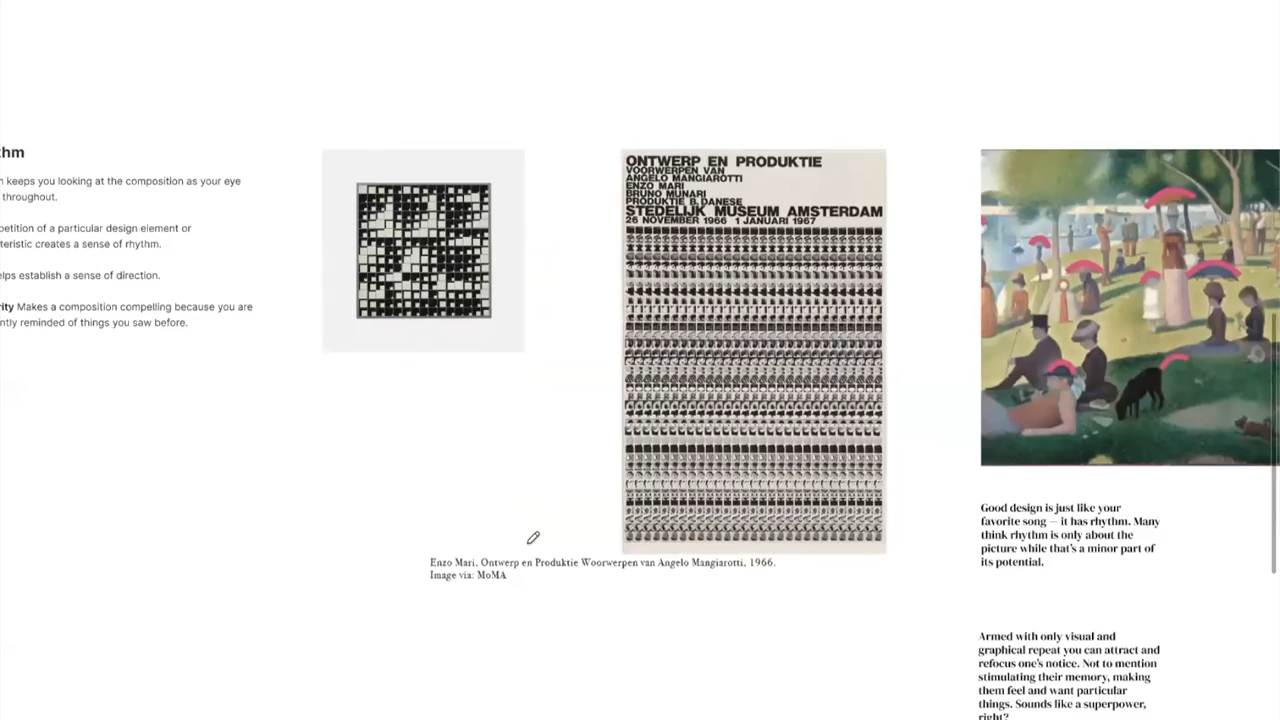 thm
n keeps you looking at the composition as your eye
throughout.
petition of a particular design element or
teristic creates a sense of rhythm.
elps establish a sense of direction.
rity Makes a composition compelling because you are
ntly reminded of things you saw before.
ONTWERP EN PRODUKTIE
VOORWERPEN VAN
ANGELO MANGIAROTTI
ENZO MARI
BRUNO MUNARI
PRODUKTIE B.DANESE
STEDELIJK MUSEUM AMSTERDAM
26 NOVEMBER 1966 1 JANUARI 1967
Enzo Mari, Ontwerp en Produktie Woorwerpen van Angelo Mangiarotti, 1966.
Image via: MoMA
Good design is just like your
favorite song — it has rhythm. Many
think rhythm is only about the
picture while that's a minor part of
its potential.
Armed with only visual and
graphical repeat you can attract and
refocus one's notice. Not to mention
stimulating their memory, making
them feel and want particular
things. Sounds like a superpower,
right?